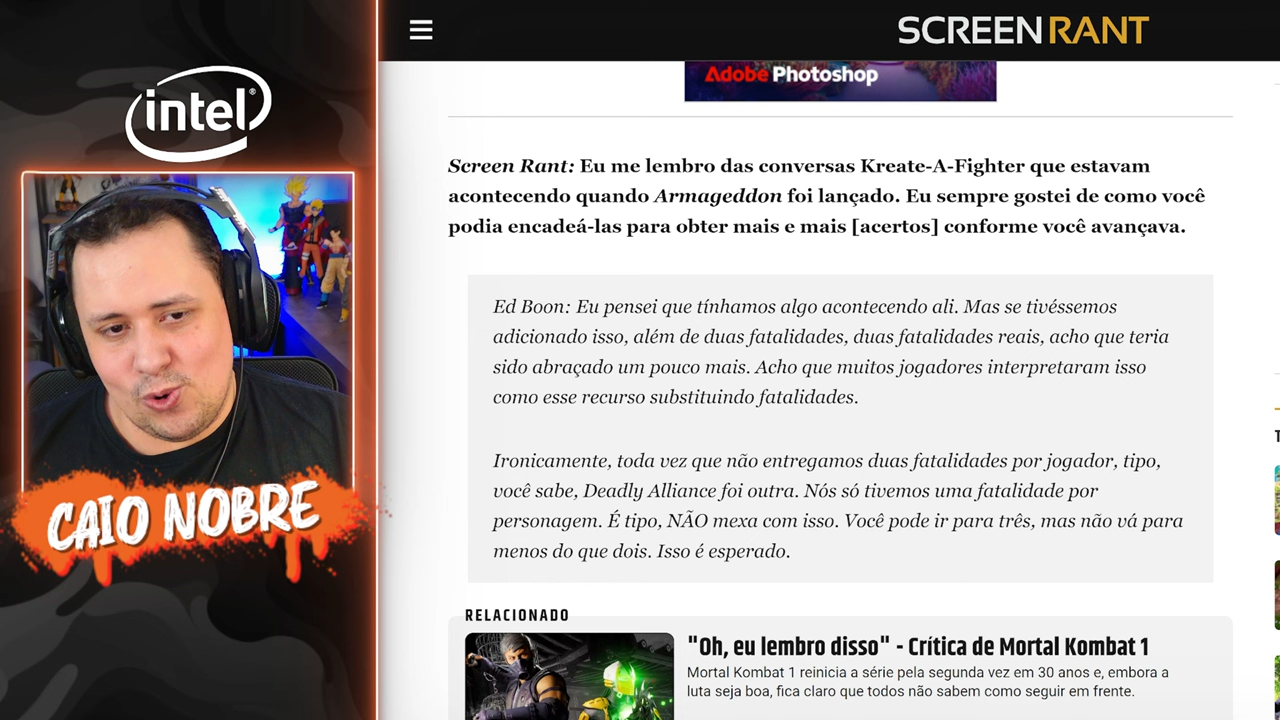 intel®
CAIO NOBRE
SCREENRANT
Adobe Photoshop
Screen Rant: Eu me lembro das conversas Kreate-A-Fighter que estavam
acontecendo quando Armageddon foi lançado. Eu sempre gostei de como você
podia encadeá-las para obter mais e mais [acertos] conforme você avançava.
Ed Boon: Eu pensei que tínhamos algo acontecendo ali. Mas se tivéssemos
adicionado isso, além de duas fatalidades, duas fatalidades reais, acho que teria
sido abraçado um pouco mais. Acho que muitos jogadores interpretaram isso
como esse recurso substituindo fatalidades.
Ironicamente, toda vez que não entregamos duas fatalidades por jogador, tipo,
você sabe, Deadly Alliance foi outra. Nós só tivemos uma fatalidade por
personagem. É tipo, NÃO mexa com isso. Você pode ir para três, mas não vá para
menos do que dois. Isso é esperado.
RELACIONADO
"Oh, eu lembro disso" - Crítica de Mortal Kombat 1
Mortal Kombat 1 reinicia a série pela segunda vez em 30 anos e, embora a
luta seja boa, fica claro que todos não sabem como seguir em frente.